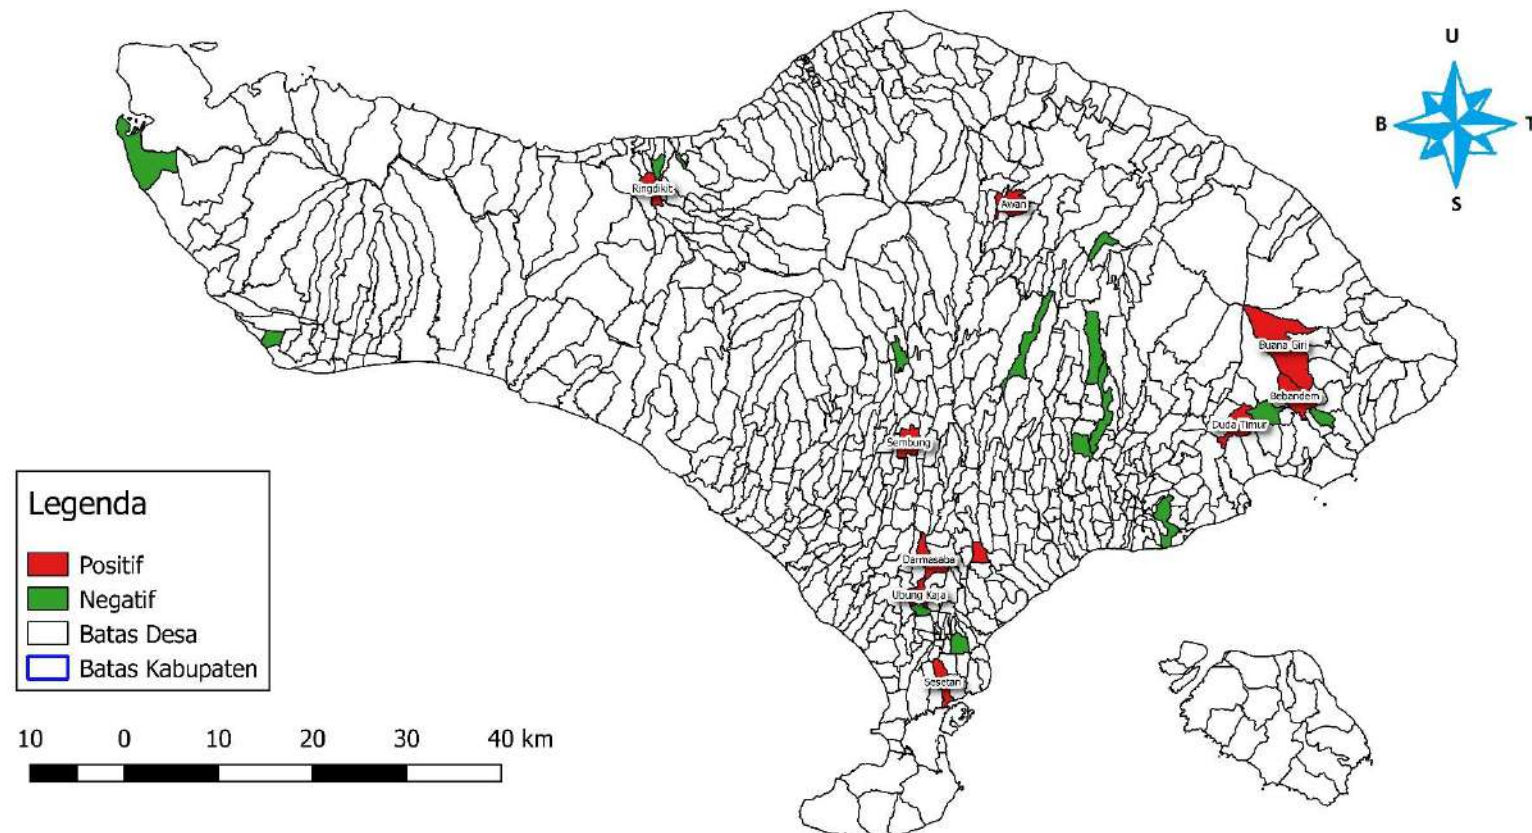 U
B
T
S
Ringdikit
Awan
Buana Giri
Bebandem
Duda Timur
Sembung
Darmasaba
Ubung Kaja
Sesetan
Legenda
Positif
Negatif
Batas Desa
Batas Kabupaten
10 0 10 20 30 40 km